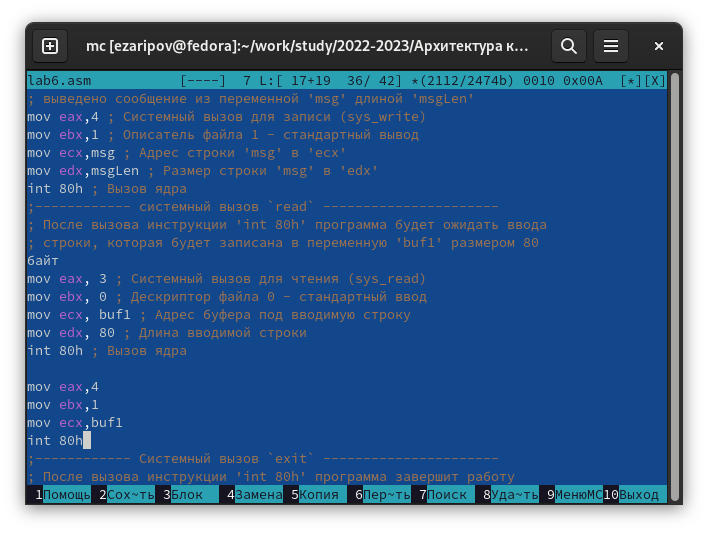 mc [ezaripov@fedora]:~/work/study/2022-2023/Архитектура к…
lab6.asm [----] 7 L:[ 17+19 36/ 42] *(2112/2474b) 0010 0x00A [*][X]
; выведено сообщение из переменной 'msg' длиной 'msgLen'
mov eax,4 ; Системный вызов для записи (sys_write)
mov ebx,1 ; Описатель файла 1 - стандартный вывод
mov ecx,msg ; Адрес строки 'msg' в 'ecx'
mov edx,msgLen ; Размер строки 'msg' в 'edx'
int 80h ; Вызов ядра
;------------ системный вызов `read` ----------------------
; После вызова инструкции 'int 80h' программа будет ожидать ввода
; строки, которая будет записана в переменную 'buf1' размером 80
байт
mov eax, 3 ; Системный вызов для чтения (sys_read)
mov ebx, 0 ; Дескриптор файла 0 - стандартный ввод
mov ecx, buf1 ; Адрес буфера под вводимую строку
mov edx, 80 ; Длина вводимой строки
int 80h ; Вызов ядра
mov eax,4
mov ebx,1
mov ecx,buf1
int 80h
;------------ Системный вызов `exit` ----------------------
; После вызова инструкции 'int 80h' программа завершит работу
1Помощь 2Сох~ть 3Блок 4Замена 5Копия 6Пер~ть 7Поиск 8Уда~ть 9МенюMC 10Выход